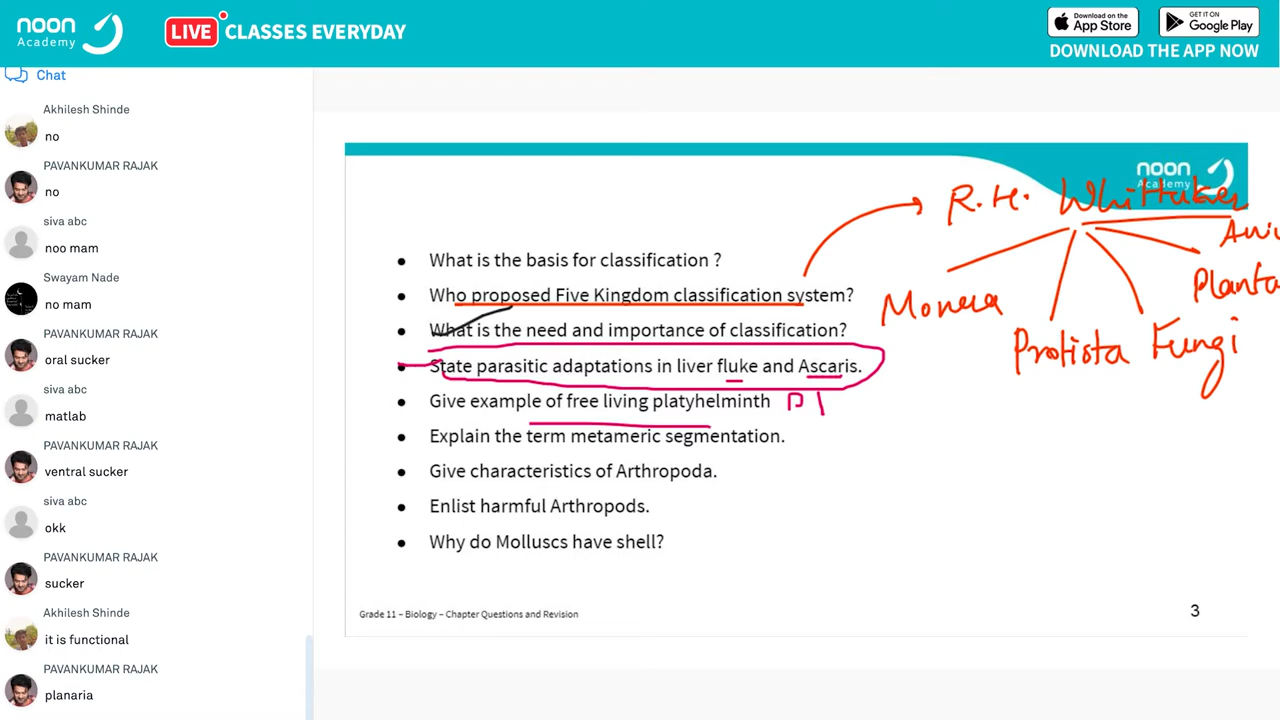 noon
Academy
LIVE CLASSES EVERYDAY
Download on the
App Store
GET IT ON
Google Play
DOWNLOAD THE APP NOW
Chat
Akhilesh Shinde
no
PAVANKUMAR RAJAK
no
siva abc
noo mam
Swayam Nade
no mam
PAVANKUMAR RAJAK
oral sucker
Akhilesh Shinde
matlab
PAVANKUMAR RAJAK
ventral sucker
siva abc
okk
PAVANKUMAR RAJAK
sucker
Akhilesh Shinde
it is functional
PAVANKUMAR RAJAK
planaria
noon
Academy
R. H. Whittaker
Ani
Planta
Monera
Protista
Fungi
• What is the basis for classification ?
• Who proposed Five Kingdom classification system?
• What is the need and importance of classification?
• State parasitic adaptations in liver fluke and Ascaris.
• Give example of free living platyhelminth Pl
• Explain the term metameric segmentation.
• Give characteristics of Arthropoda.
• Enlist harmful Arthropods.
• Why do Molluscs have shell?
Grade 11 – Biology – Chapter Questions and Revision
3